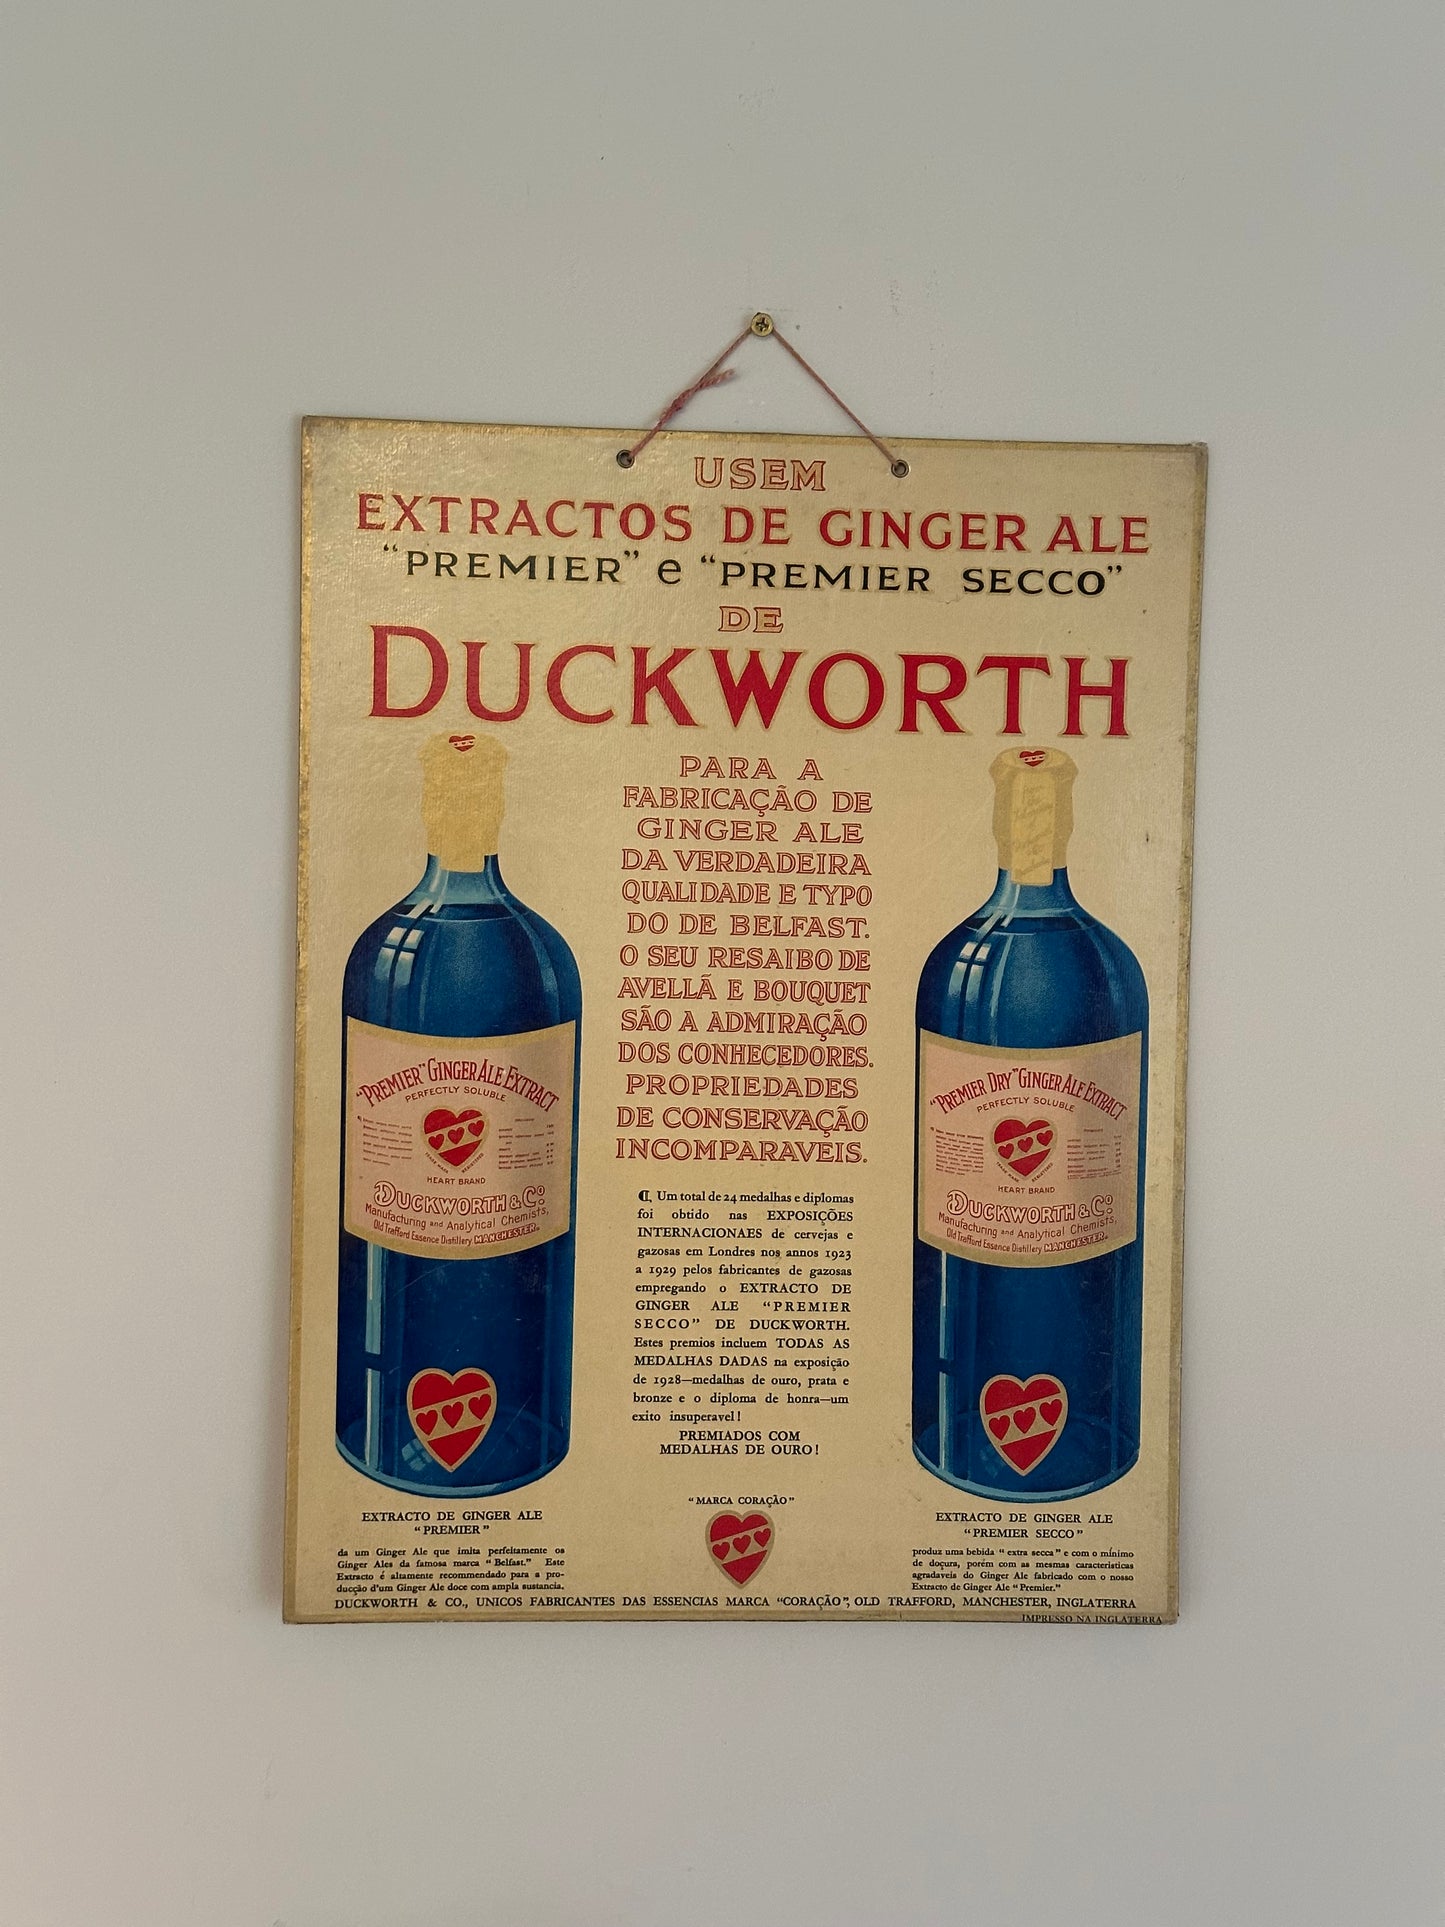 USEM
EXTRACTOS DE GINGER ALE
“PREMIER” e “PREMIER SECCO”
DE
DUCKWORTH
PARA A
FABRICAÇÃO DE
GINGER ALE
DA VERDADEIRA
QUALIDADE E TYPO
DO DE BELFAST.
O SEU RESAIBO DE
AVELLÃ E BOUQUET
SÃO A ADMIRAÇÃO
DOS CONHECEDORES.
PROPRIEDADES
DE CONSERVAÇÃO
INCOMPARAVEIS.
"PREMIER" GINGER ALE EXTRACT
PERFECTLY SOLUBLE
TRADE MARK REGISTERED
HEART BRAND
DUCKWORTH & Cº
Manufacturing and Analytical Chemists,
Old Trafford Essence Distillery MANCHESTER.
"PREMIER DRY" GINGER ALE EXTRACT
PERFECTLY SOLUBLE
TRADE MARK REGISTERED
HEART BRAND
DUCKWORTH & Cº
Manufacturing and Analytical Chemists,
Old Trafford Essence Distillery MANCHESTER.
Um total de 24 medalhas e diplomas
foi obtido nas EXPOSIÇÕES
INTERNACIONAES de cervejas e
gazosas em Londres nos annos 1923
a 1929 pelos fabricantes de gazosas
empregando o EXTRACTO DE
GINGER ALE “PREMIER
SECCO” DE DUCKWORTH.
Estes premios incluem TODAS AS
MEDALHAS DADAS na exposição
de 1928—medalhas de ouro, prata e
bronze e o diploma de honra—um
exito insuperavel!
PREMIADOS COM
MEDALHAS DE OURO!
“MARCA CORAÇÃO”
EXTRACTO DE GINGER ALE
“PREMIER”
da um Ginger Ale que imita perfeitamente os
Ginger Ales da famosa marca “Belfast.” Este
Extracto é altamente recommendado para a pro-
ducção d'um Ginger Ale doce com ampla sustancia.
EXTRACTO DE GINGER ALE
“PREMIER SECCO”
produz uma bebida “extra secca” e com o mínimo
de doçura, porém com as mesmas caracteristicas
agradaveis do Ginger Ale fabricado com o nosso
Extracto de Ginger Ale “Premier.”
DUCKWORTH & CO., UNICOS FABRICANTES DAS ESSENCIAS MARCA “CORAÇÃO”, OLD TRAFFORD, MANCHESTER, INGLATERRA
IMPRESSO NA INGLATERRA